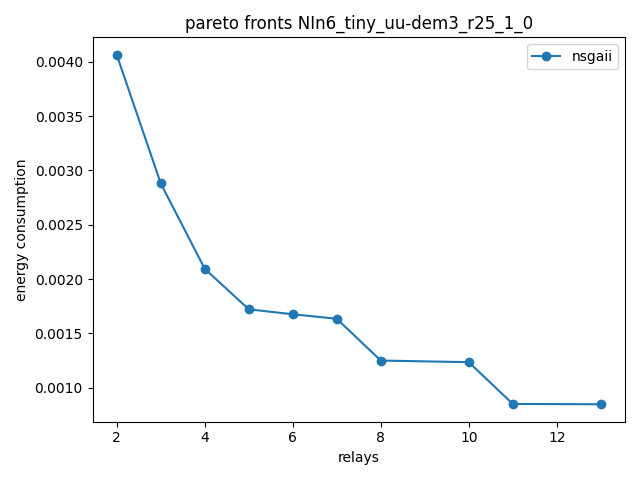 pareto fronts NIn6_tiny_uu-dem3_r25_1_0
nsgaii
0.0040
0.0035
0.0030
0.0025
0.0020
0.0015
0.0010
energy consumption
2 4 6 8 10 12
relays